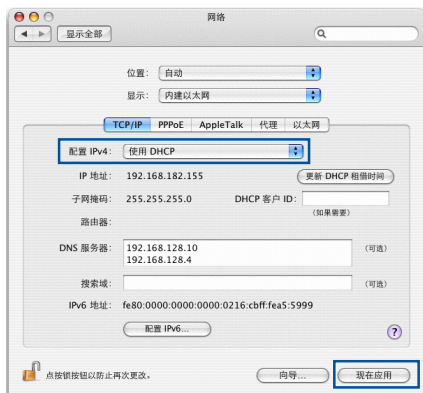 网络
显示全部
位置： 自动
显示： 内建以太网
TCP/IP PPPoE AppleTalk 代理 以太网
配置 IPv4： 使用 DHCP
IP 地址： 192.168.182.155 更新 DHCP 租借时间
子网掩码： 255.255.255.0 DHCP 客户 ID：
（如果需要）
路由器：
DNS 服务器： 192.168.128.10 （可选）
192.168.128.4
搜索域： （可选）
IPv6 地址： fe80:0000:0000:0000:0216:cbff:fea5:5999
配置 IPv6... ?
点按锁按钮以防止再次更改。 向导... 现在应用